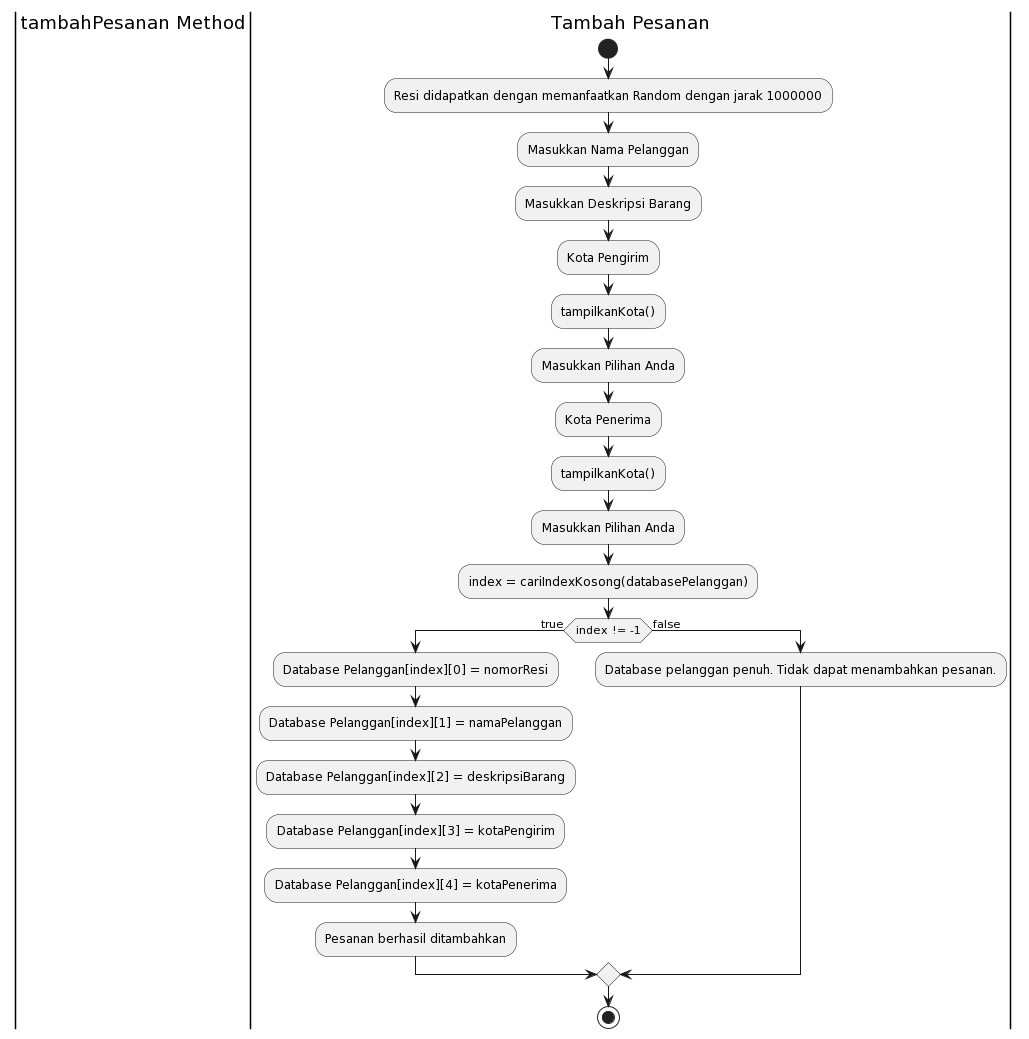 tambahPesanan Method
Tambah Pesanan
Resi didapatkan dengan memanfaatkan Random dengan jarak 1000000
Masukkan Nama Pelanggan
Masukkan Deskripsi Barang
Kota Pengirim
tampilkanKota()
Masukkan Pilihan Anda
Kota Penerima
tampilkanKota()
Masukkan Pilihan Anda
index = cariIndexKosong(databasePelanggan)
true
index != -1
false
Database Pelanggan[index][0] = nomorResi
Database Pelanggan[index][1] = namaPelanggan
Database Pelanggan[index][2] = deskripsiBarang
Database Pelanggan[index][3] = kotaPengirim
Database Pelanggan[index][4] = kotaPenerima
Pesanan berhasil ditambahkan
Database pelanggan penuh. Tidak dapat menambahkan pesanan.